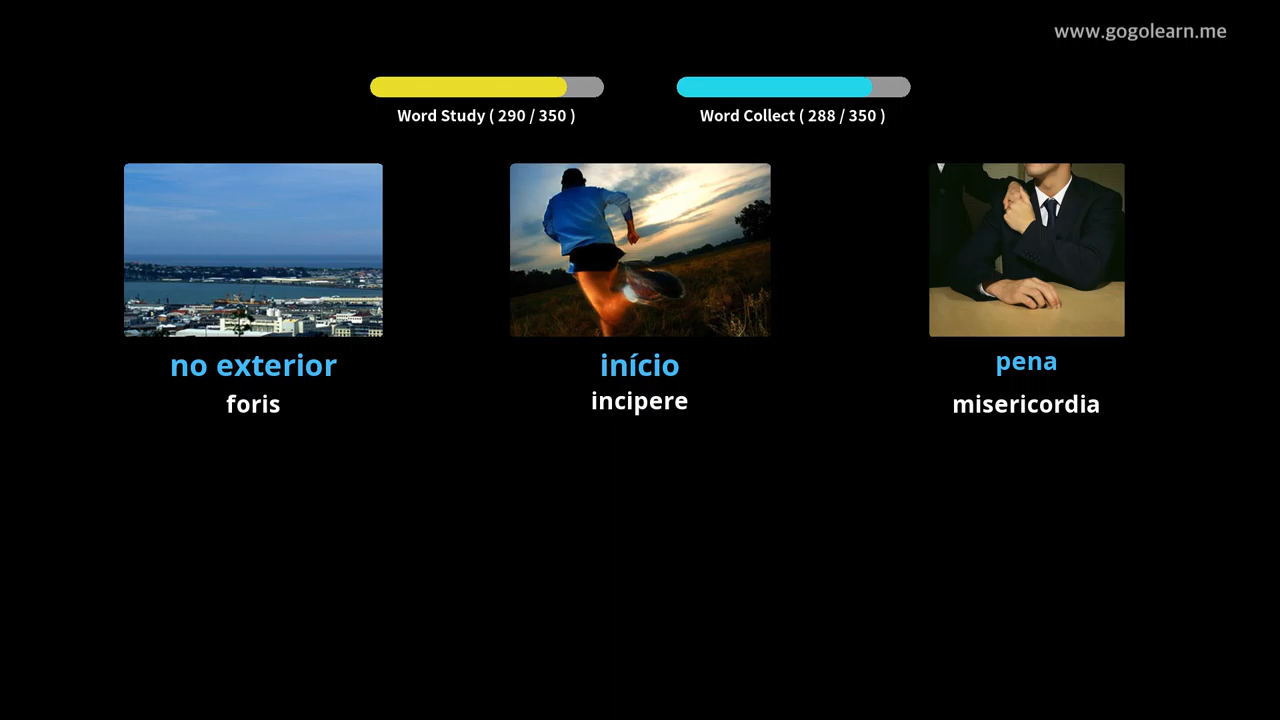 www.gogolearn.me
Word Study ( 290 / 350 )
Word Collect ( 288 / 350 )
no exterior
início
pena
foris
incipere
misericordia